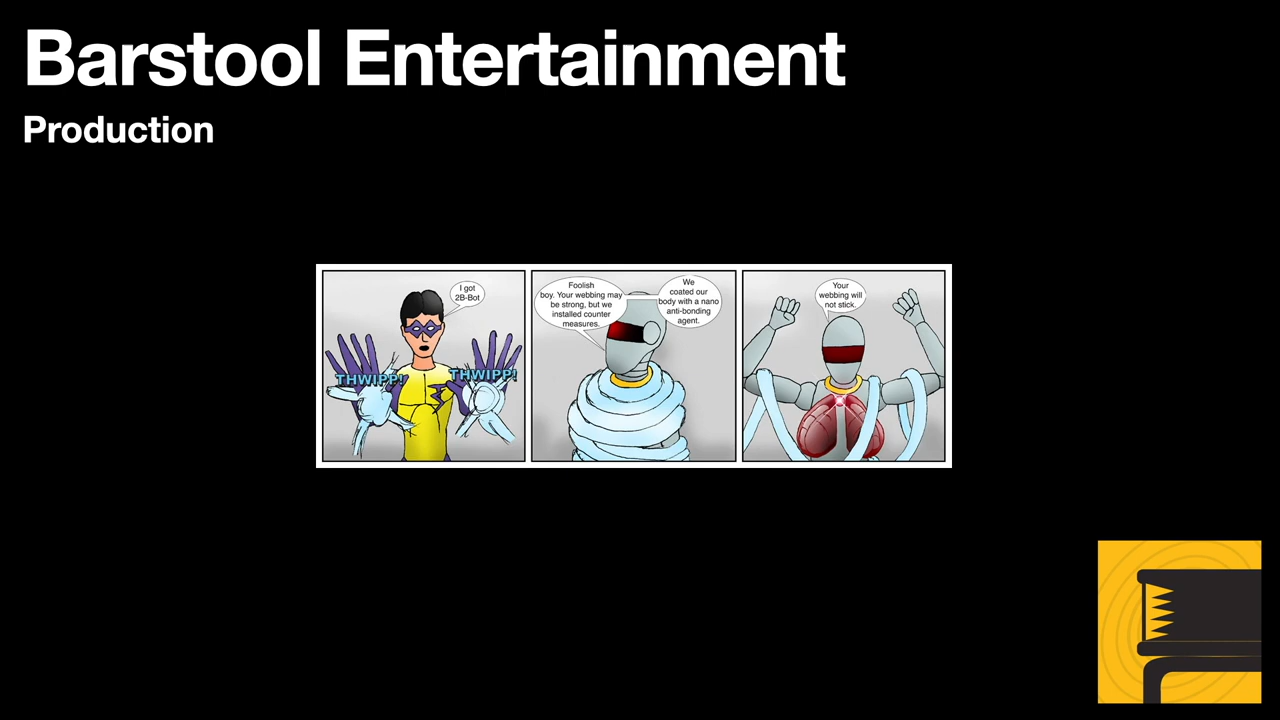 Barstool Entertainment
Production
I got
2B-Bot
THWIPP!
THWIPP!
Foolish
boy. Your webbing may
be strong, but we
installed counter
measures.
We
coated our
body with a nano
anti-bonding
agent.
Your
webbing will
not stick.